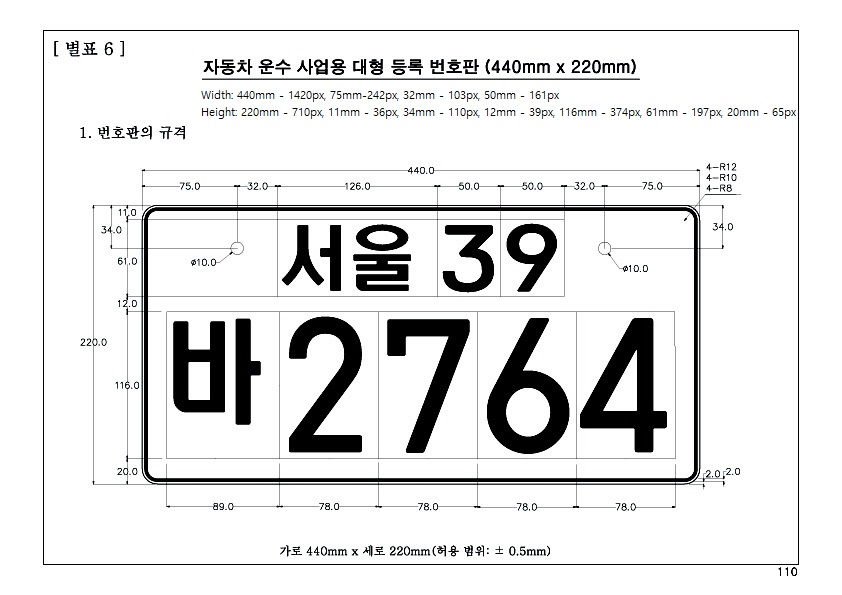 [ 별표 6 ]
자동차 운수 사업용 대형 등록 번호판 (440mm x 220mm)
Width: 440mm - 1420px, 75mm-242px, 32mm - 103px, 50mm - 161px
Height: 220mm - 710px, 11mm - 36px, 34mm - 110px, 12mm - 39px, 116mm - 374px, 61mm - 197px, 20mm - 65px
1. 번호판의 규격
440.0
4-R12
4-R10
4-R8
75.0 32.0 126.0 50.0 50.0 32.0 75.0
11.0
34.0
34.0
61.0
ø10.0
ø10.0
서울 39
12.0
220.0
116.0
바 2764
20.0
2.0 2.0
89.0 78.0 78.0 78.0 78.0
가로 440mm x 세로 220mm(허용 범위: ± 0.5mm)
110